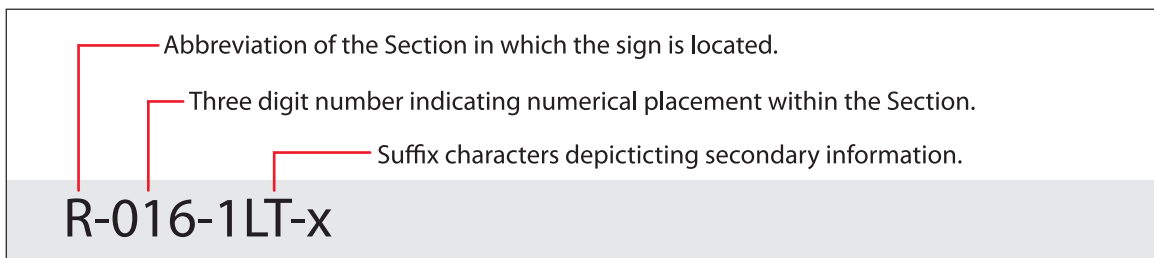 Abbreviation of the Section in which the sign is located.
Three digit number indicating numerical placement within the Section.
Suffix characters depicticting secondary information.
R-016-1LT-x